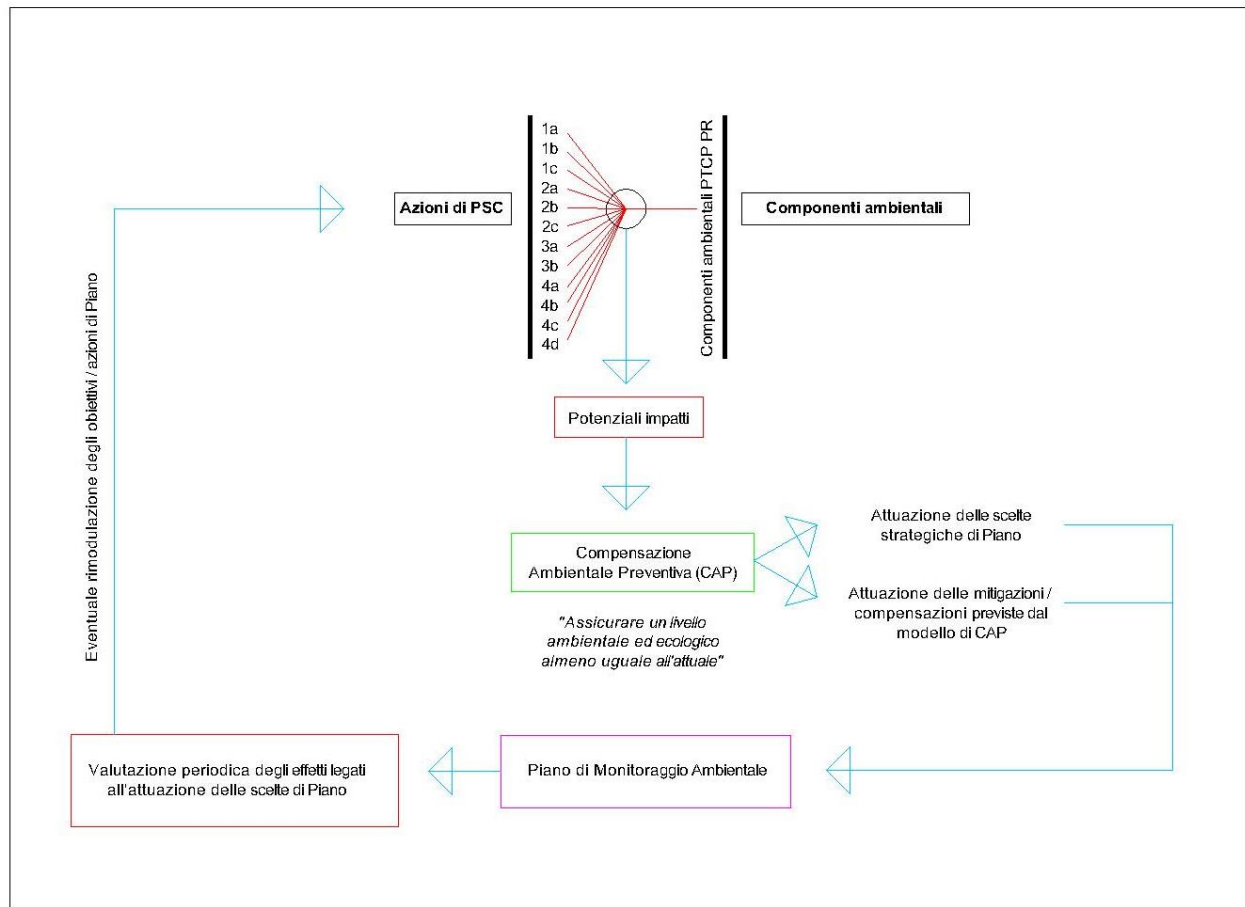 1a
1b
1c
2a
2b
2c
3a
3b
4a
4b
4c
4d
Azioni di PSC
Componenti ambientali PTCP PR
Componenti ambientali
Eventuale rimodulazione degli obiettivi / azioni di Piano
Potenziali impatti
Compensazione
Ambientale Preventiva (CAP)
"Assicurare un livello
ambientale ed ecologico
almeno uguale all'attuale"
Attuazione delle scelte
strategiche di Piano
Attuazione delle mitigazioni /
compensazioni previste dal
modello di CAP
Valutazione periodica degli effetti legati
all'attuazione delle scelte di Piano
Piano di Monitoraggio Ambientale